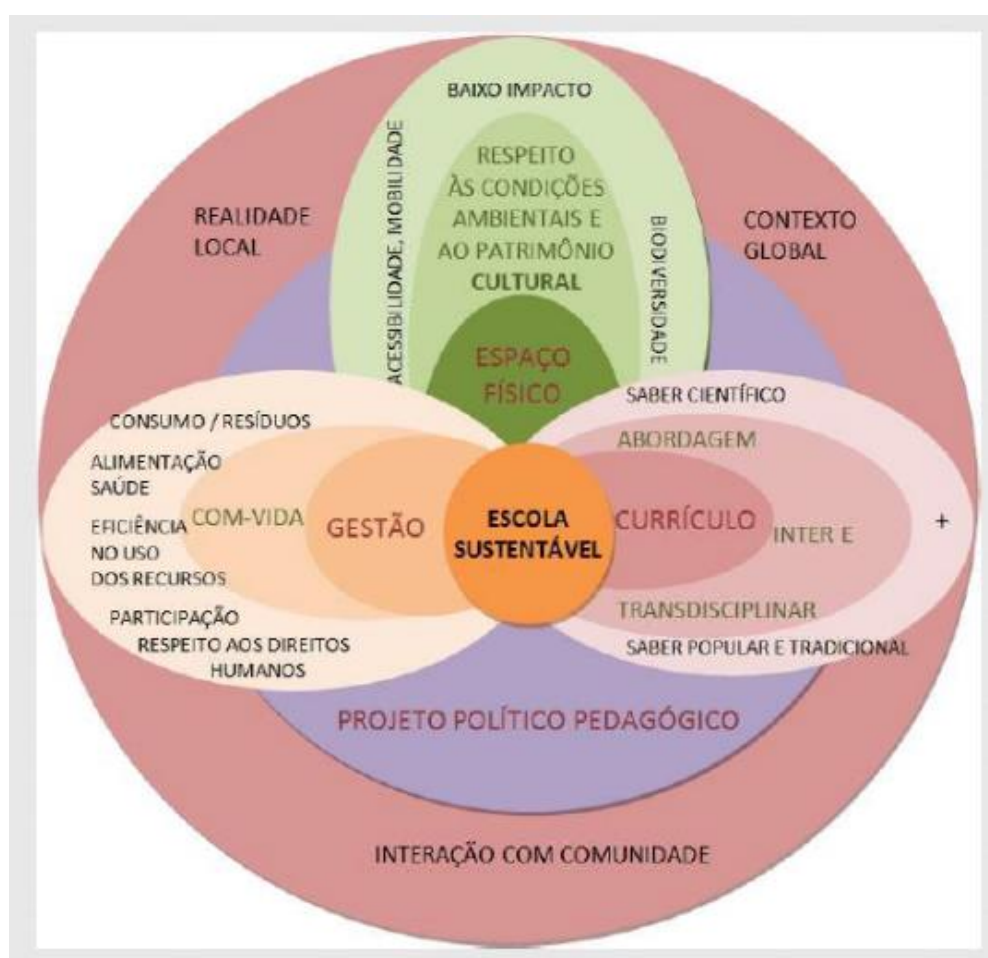 BAIXO IMPACTO
ACESSIBILIDADE, MOBILIDADE
RESPEITO
ÀS CONDIÇÕES
AMBIENTAIS E
AO PATRIMÔNIO
CULTURAL
BIODIVERSIDADE
REALIDADE
LOCAL
CONTEXTO
GLOBAL
ESPAÇO
FÍSICO
CONSUMO / RESÍDUOS
ALIMENTAÇÃO
SAÚDE
EFICIÊNCIA
NO USO
DOS RECURSOS
PARTICIPAÇÃO
RESPEITO AOS DIREITOS
HUMANOS
COM-VIDA
GESTÃO
ESCOLA
SUSTENTÁVEL
SABER CIENTÍFICO
ABORDAGEM
CURRÍCULO
INTER E
+
TRANSDISCIPLINAR
SABER POPULAR E TRADICIONAL
PROJETO POLÍTICO PEDAGÓGICO
INTERAÇÃO COM COMUNIDADE